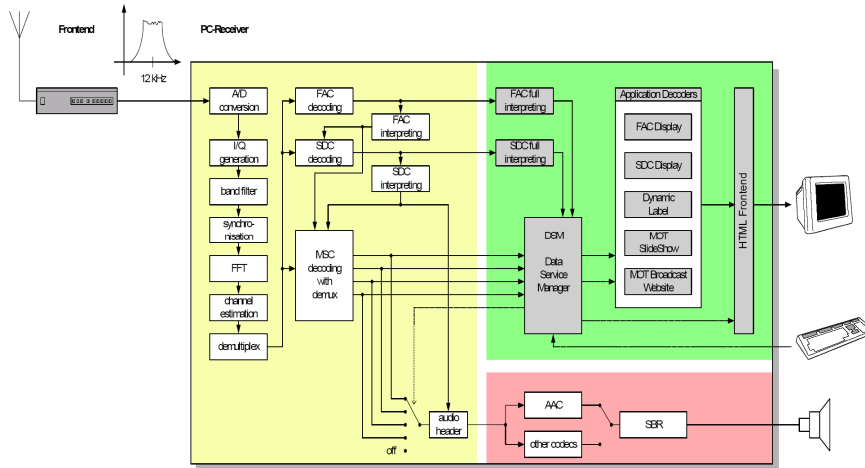 Frontend
PC-Receiver
12 kHz
A/D
conversion
I/Q
generation
band filter
synchro-
nisation
FFT
channel
estimation
demultiplex
FAC
decoding
FAC
interpreting
SDC
decoding
SDC
interpreting
MSC
decoding
with
demux
off
audio
header
FAC full
interpreting
SDC full
interpreting
DSM
Data
Service
Manager
Application Decoders
FAC Display
SDC Display
Dynamic
Label
MOT
SlideShow
MOT Broadcast
Website
HTML Frontend
AAC
other codecs
SBR